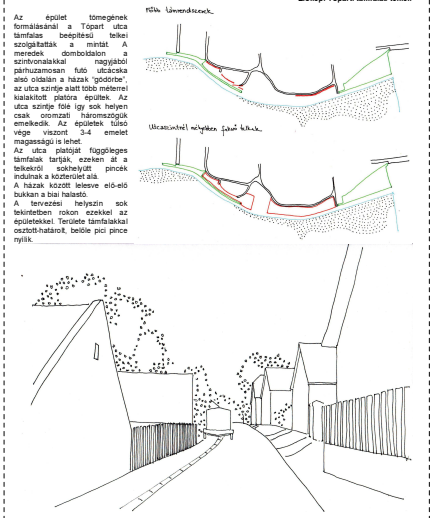 Főbb támrendszerek
Az épület tömegének
formálásánál a Tópart utca
támfalas beépítésű telkei
szolgáltatták a mintát. A
meredek domboldalon a
szintvonalakkal nagyjából
párhuzamosan futó utcácska
alsó oldalán a házak "gödörbe",
az utca szintje alatt több méterrel
kialakított platóra épültek. Az
utca szintje fölé így sok helyen
csak oromzati háromszögük
emelkedik. Az épületek túlsó
vége viszont 3-4 emelet
magasságú is lehet.
Az utca platóját függőleges
támfalak tartják, ezeken át a
telkekről sokhelyütt pincék
indulnak a közterület alá.
A házak között lelesve elő-elő
bukkan a biai halastó.
A tervezési helyszín sok
tekintetben rokon ezekkel az
épületekkel. Területe támfalakkal
osztott-határolt, belőle pici pince
nyílik.
Utcaszintről mélyebben fekvő telkek